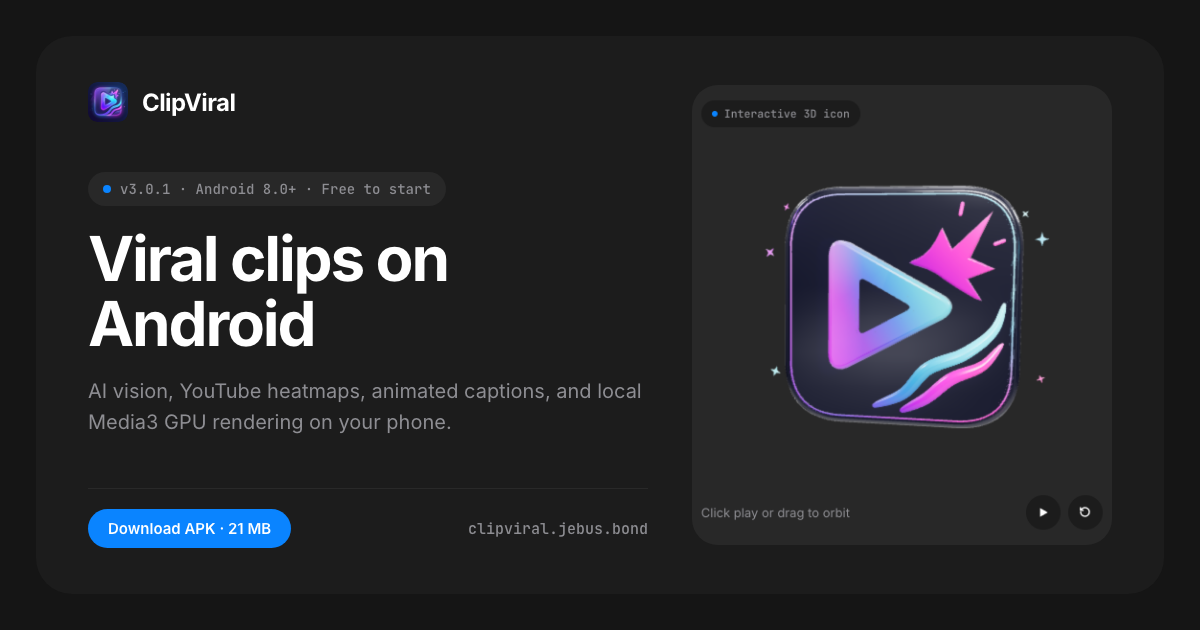 ClipViral
v3.0.1 · Android 8.0+ · Free to start
Viral clips on
Android
AI vision, YouTube heatmaps, animated captions, and local
Media3 GPU rendering on your phone.
Download APK · 21 MB
clipviral.jebus.bond
Interactive 3D icon
Click play or drag to orbit